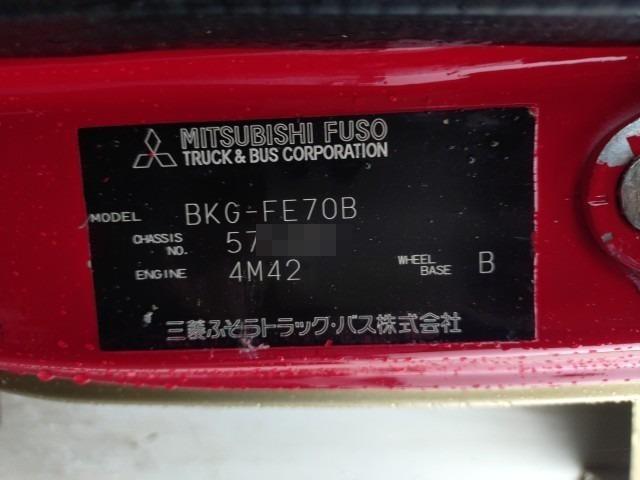 MITSUBISHI FUSO
TRUCK & BUS CORPORATION
MODEL BKG-FE70B
CHASSIS NO. 57
ENGINE 4M42 WHEEL BASE B
三菱ふそうトラック・バス株式会社